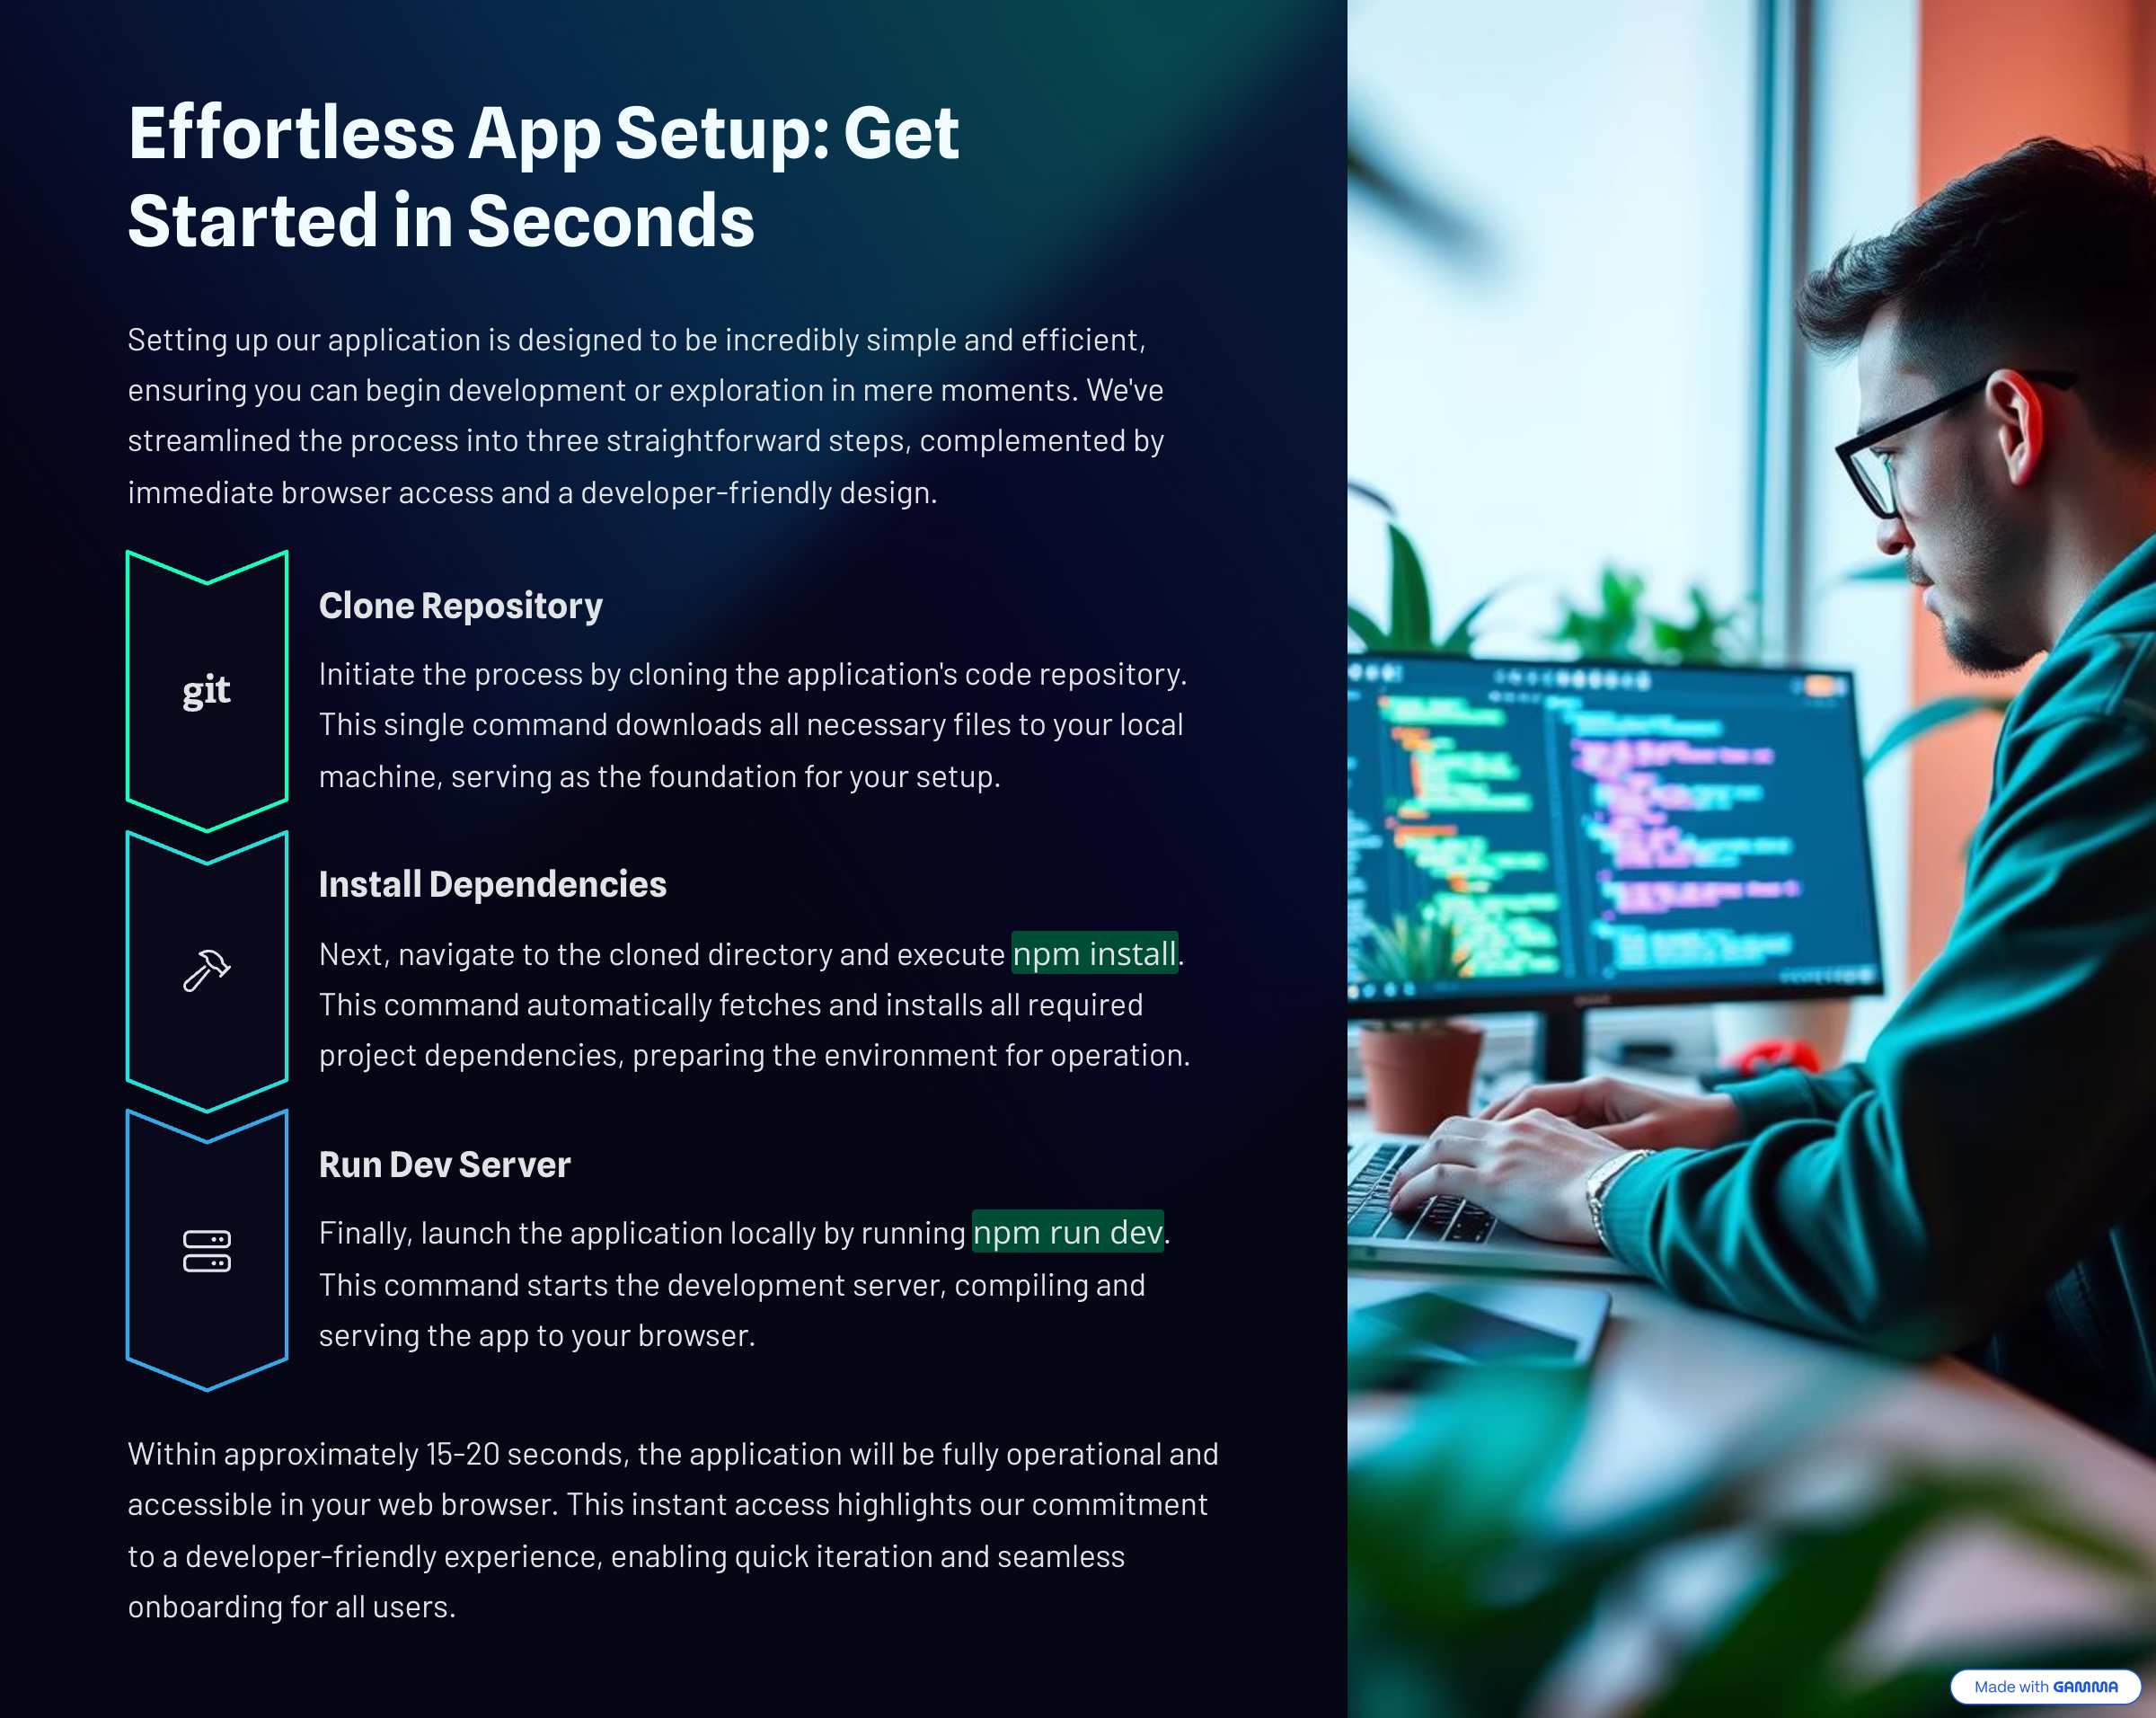 Effortless App Setup: Get
Started in Seconds
Setting up our application is designed to be incredibly simple and efficient,
ensuring you can begin development or exploration in mere moments. We've
streamlined the process into three straightforward steps, complemented by
immediate browser access and a developer-friendly design.
git
Clone Repository
Initiate the process by cloning the application's code repository.
This single command downloads all necessary files to your local
machine, serving as the foundation for your setup.
Install Dependencies
Next, navigate to the cloned directory and execute npm install.
This command automatically fetches and installs all required
project dependencies, preparing the environment for operation.
Run Dev Server
Finally, launch the application locally by running npm run dev.
This command starts the development server, compiling and
serving the app to your browser.
Within approximately 15-20 seconds, the application will be fully operational and
accessible in your web browser. This instant access highlights our commitment
to a developer-friendly experience, enabling quick iteration and seamless
onboarding for all users.
Made with GAMMA